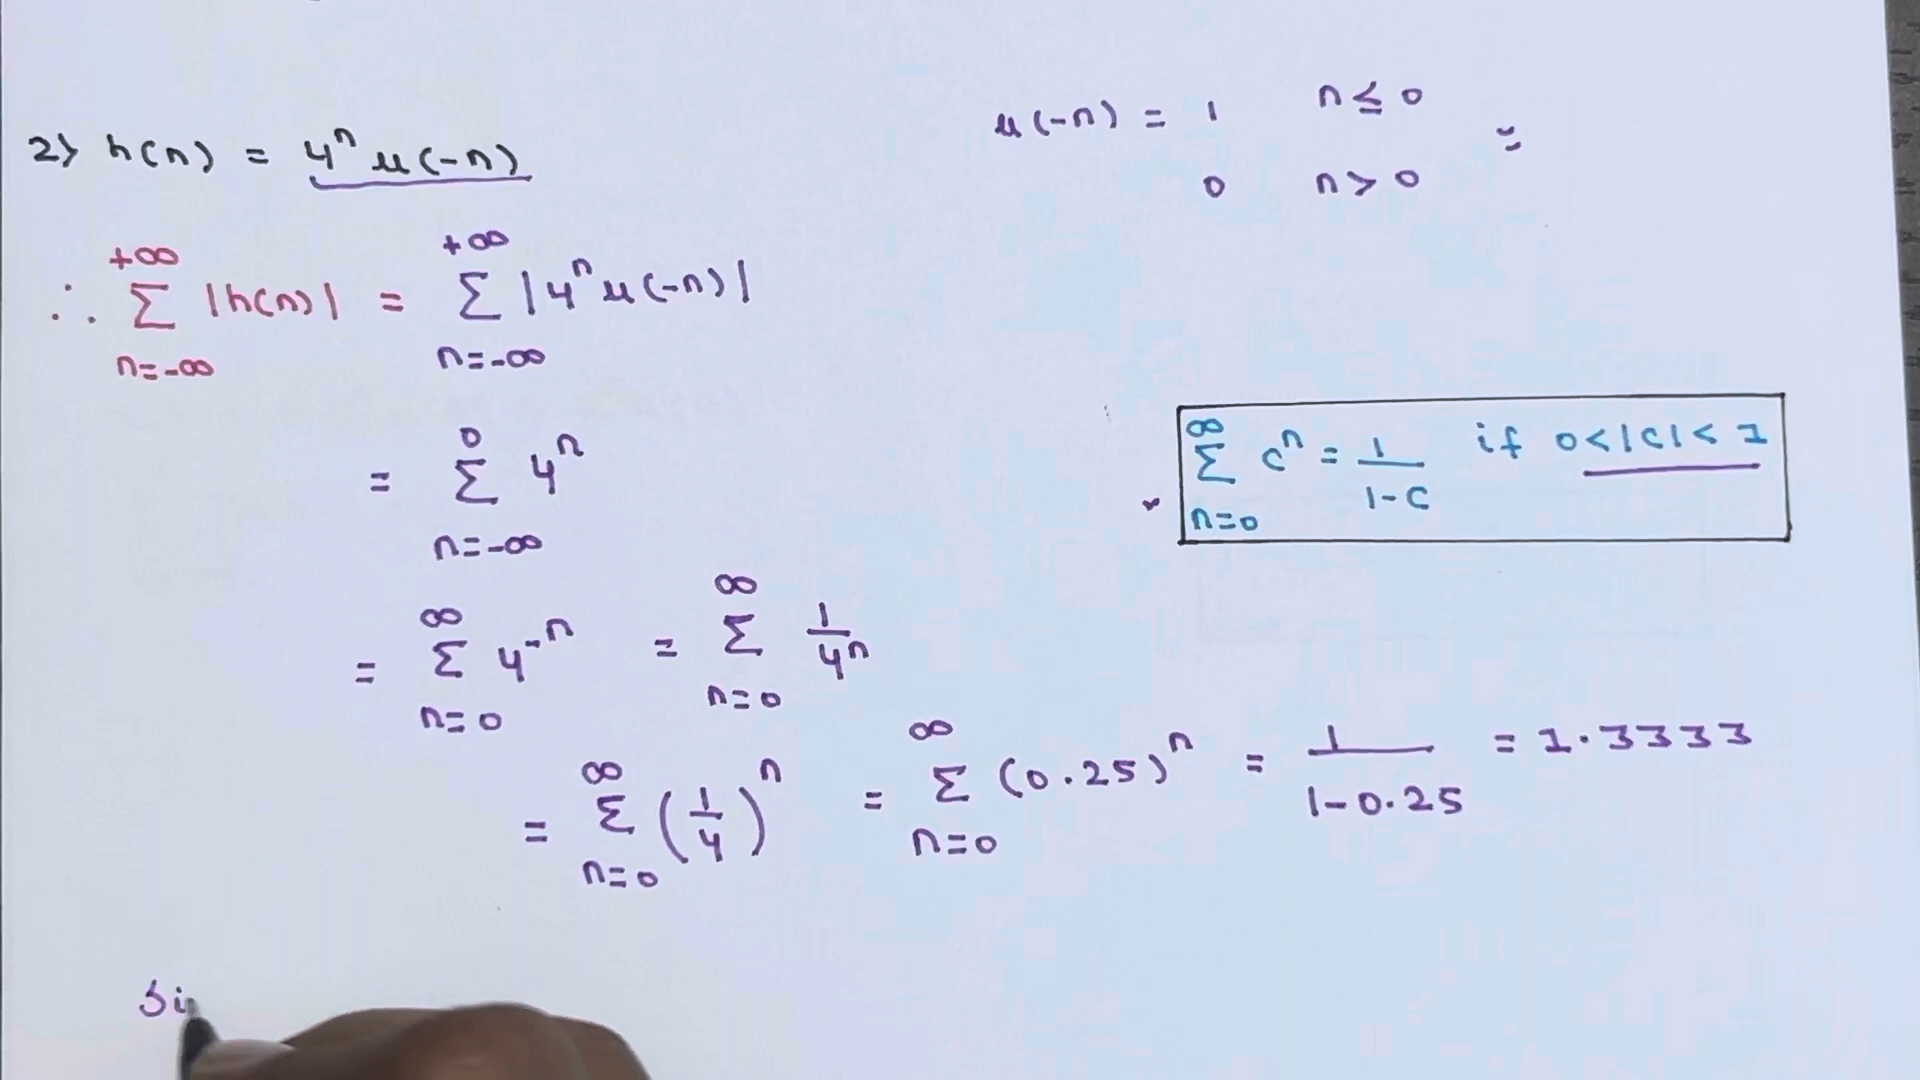 2) h(n) = 4ⁿ u(-n)
u(-n) = 1 n ≤ 0
0 n > 0
∴ +∞ Σ n=-∞ |h(n)| = +∞ Σ n=-∞ |4ⁿ u(-n)|
= 0 Σ n=-∞ 4ⁿ
∞ Σ n=0 cⁿ = 1/(1-c) if 0<|c|<1
= ∞ Σ n=0 4⁻ⁿ = ∞ Σ n=0 1/4ⁿ
= ∞ Σ n=0 (1/4)ⁿ = ∞ Σ n=0 (0.25)ⁿ = 1/(1-0.25) = 1.3333
Si